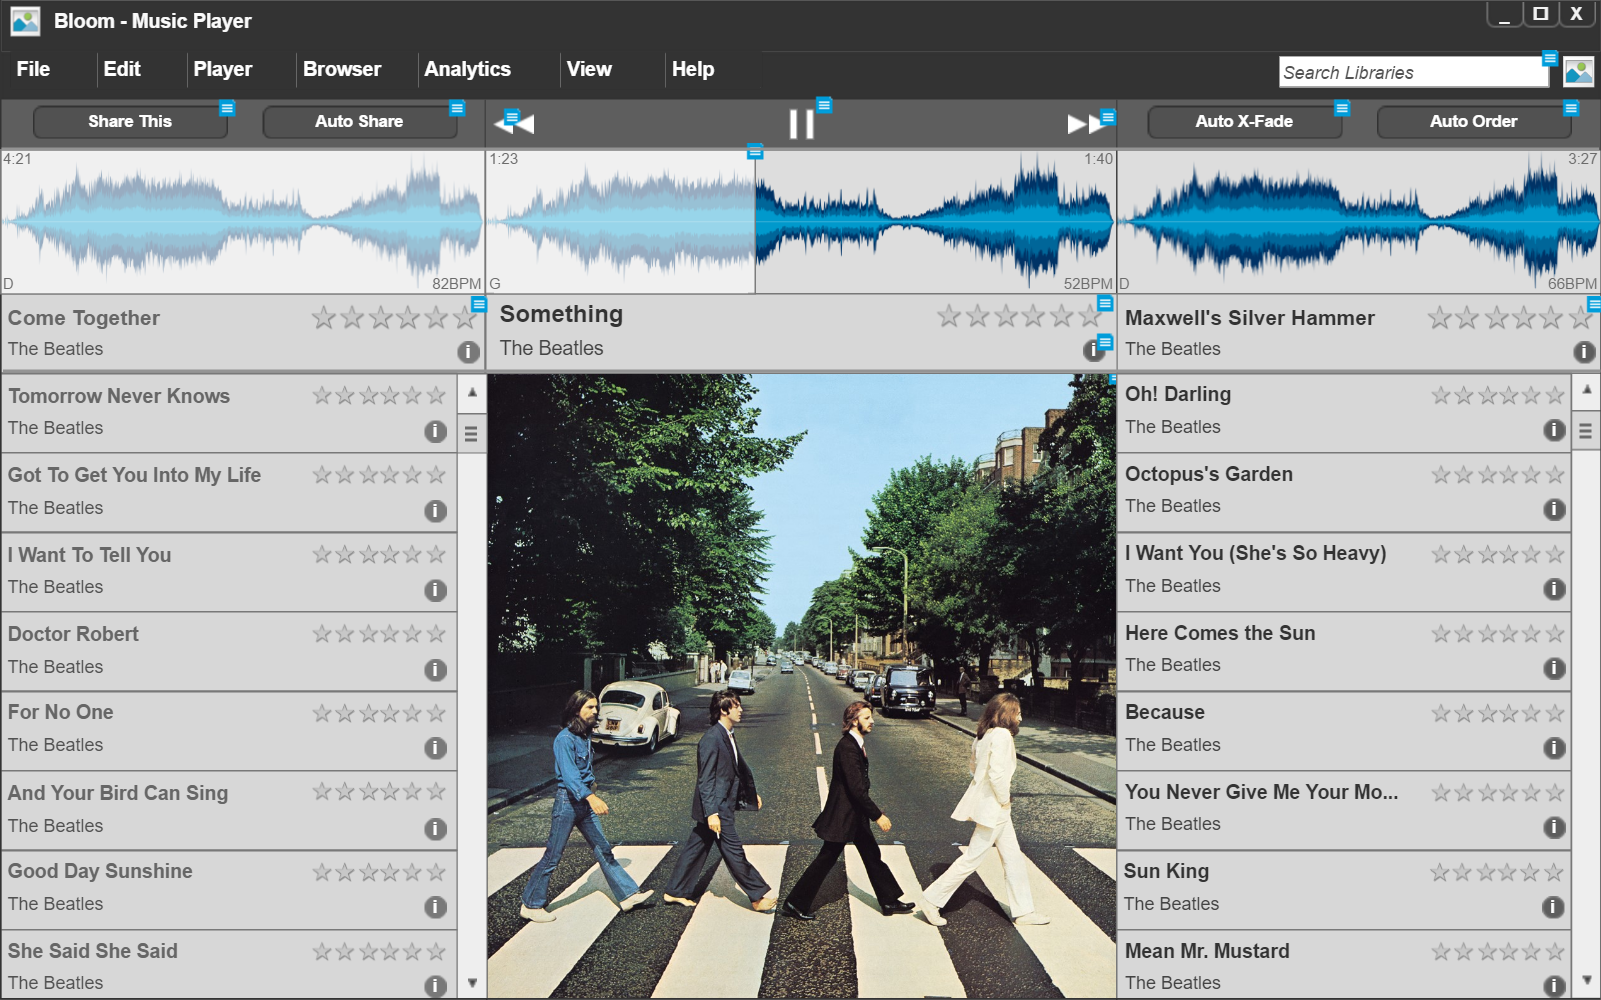 Bloom - Music Player
_ X
File Edit Player Browser Analytics View Help
Search Libraries
Share This
Auto Share
Auto X-Fade
Auto Order
4:21
1:23
1:40
3:27
D
82BPM
G
52BPM
D
66BPM
Come Together
The Beatles
i
Something
The Beatles
i
Maxwell's Silver Hammer
The Beatles
i
Tomorrow Never Knows
The Beatles
i
Got To Get You Into My Life
The Beatles
i
I Want To Tell You
The Beatles
i
Doctor Robert
The Beatles
i
For No One
The Beatles
i
And Your Bird Can Sing
The Beatles
i
Good Day Sunshine
The Beatles
i
She Said She Said
The Beatles
i
Oh! Darling
The Beatles
i
Octopus's Garden
The Beatles
i
I Want You (She's So Heavy)
The Beatles
i
Here Comes the Sun
The Beatles
i
Because
The Beatles
i
You Never Give Me Your Mo...
The Beatles
i
Sun King
The Beatles
i
Mean Mr. Mustard
The Beatles
i